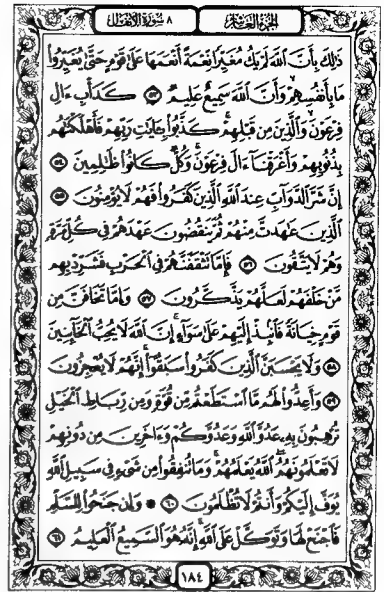 الجزء العاشر ٨ سورة الأنفال
ذَٰلِكَ بِأَنَّ ٱللَّهَ لَمْ يَكُ مُغَيِّرًا نِّعْمَةً أَنْعَمَهَا عَلَىٰ قَوْمٍ حَتَّىٰ يُغَيِّرُوا۟
مَا بِأَنفُسِهِمْ وَأَنَّ ٱللَّهَ سَمِيعٌ عَلِيمٌ ٥٣ كَدَأْبِ ءَالِ
فِرْعَوْنَ وَٱلَّذِينَ مِن قَبْلِهِمْ كَذَّبُوا۟ بِـَٔايَٰتِ رَبِّهِمْ فَأَهْلَكْنَٰهُم
بِذُنُوبِهِمْ وَأَغْرَقْنَآ ءَالَ فِرْعَوْنَ وَكُلٌّ كَانُوا۟ ظَٰلِمِينَ ٥٤
إِنَّ شَرَّ ٱلدَّوَآبِّ عِندَ ٱللَّهِ ٱلَّذِينَ كَفَرُوا۟ فَهُمْ لَا يُؤْمِنُونَ ٥٥
ٱلَّذِينَ عَٰهَدتَّ مِنْهُمْ ثُمَّ يَنقُضُونَ عَهْدَهُمْ فِى كُلِّ مَرَّةٍ
وَهُمْ لَا يَتَّقُونَ ٥٦ فَإِمَّا تَثْقَفَنَّهُمْ فِى ٱلْحَرْبِ فَشَرِّدْ بِهِم
مَّنْ خَلْفَهُمْ لَعَلَّهُمْ يَذَّكَّرُونَ ٥٧ وَإِمَّا تَخَافَنَّ مِن
قَوْمٍ خِيَانَةً فَٱنۢبِذْ إِلَيْهِمْ عَلَىٰ سَوَآءٍ إِنَّ ٱللَّهَ لَا يُحِبُّ ٱلْخَآئِنِينَ
٥٨ وَلَا يَحْسَبَنَّ ٱلَّذِينَ كَفَرُوا۟ سَبَقُوٓا۟ إِنَّهُمْ لَا يُعْجِزُونَ
٥٩ وَأَعِدُّوا۟ لَهُم مَّا ٱسْتَطَعْتُم مِّن قُوَّةٍ وَمِن رِّبَاطِ ٱلْخَيْلِ
تُرْهِبُونَ بِهِۦ عَدُوَّ ٱللَّهِ وَعَدُوَّكُمْ وَءَاخَرِينَ مِن دُونِهِمْ
لَا تَعْلَمُونَهُمُ ٱللَّهُ يَعْلَمُهُمْ وَمَا تُنفِقُوا۟ مِن شَىْءٍ فِى سَبِيلِ ٱللَّهِ
يُوَفَّ إِلَيْكُمْ وَأَنتُمْ لَا تُظْلَمُونَ ٦٠ ۞ وَإِن جَنَحُوا۟ لِلسَّلْمِ
فَٱجْنَحْ لَهَا وَتَوَكَّلْ عَلَى ٱللَّهِ إِنَّهُۥ هُوَ ٱلسَّمِيعُ ٱلْعَلِيمُ ٦١
١٨٤